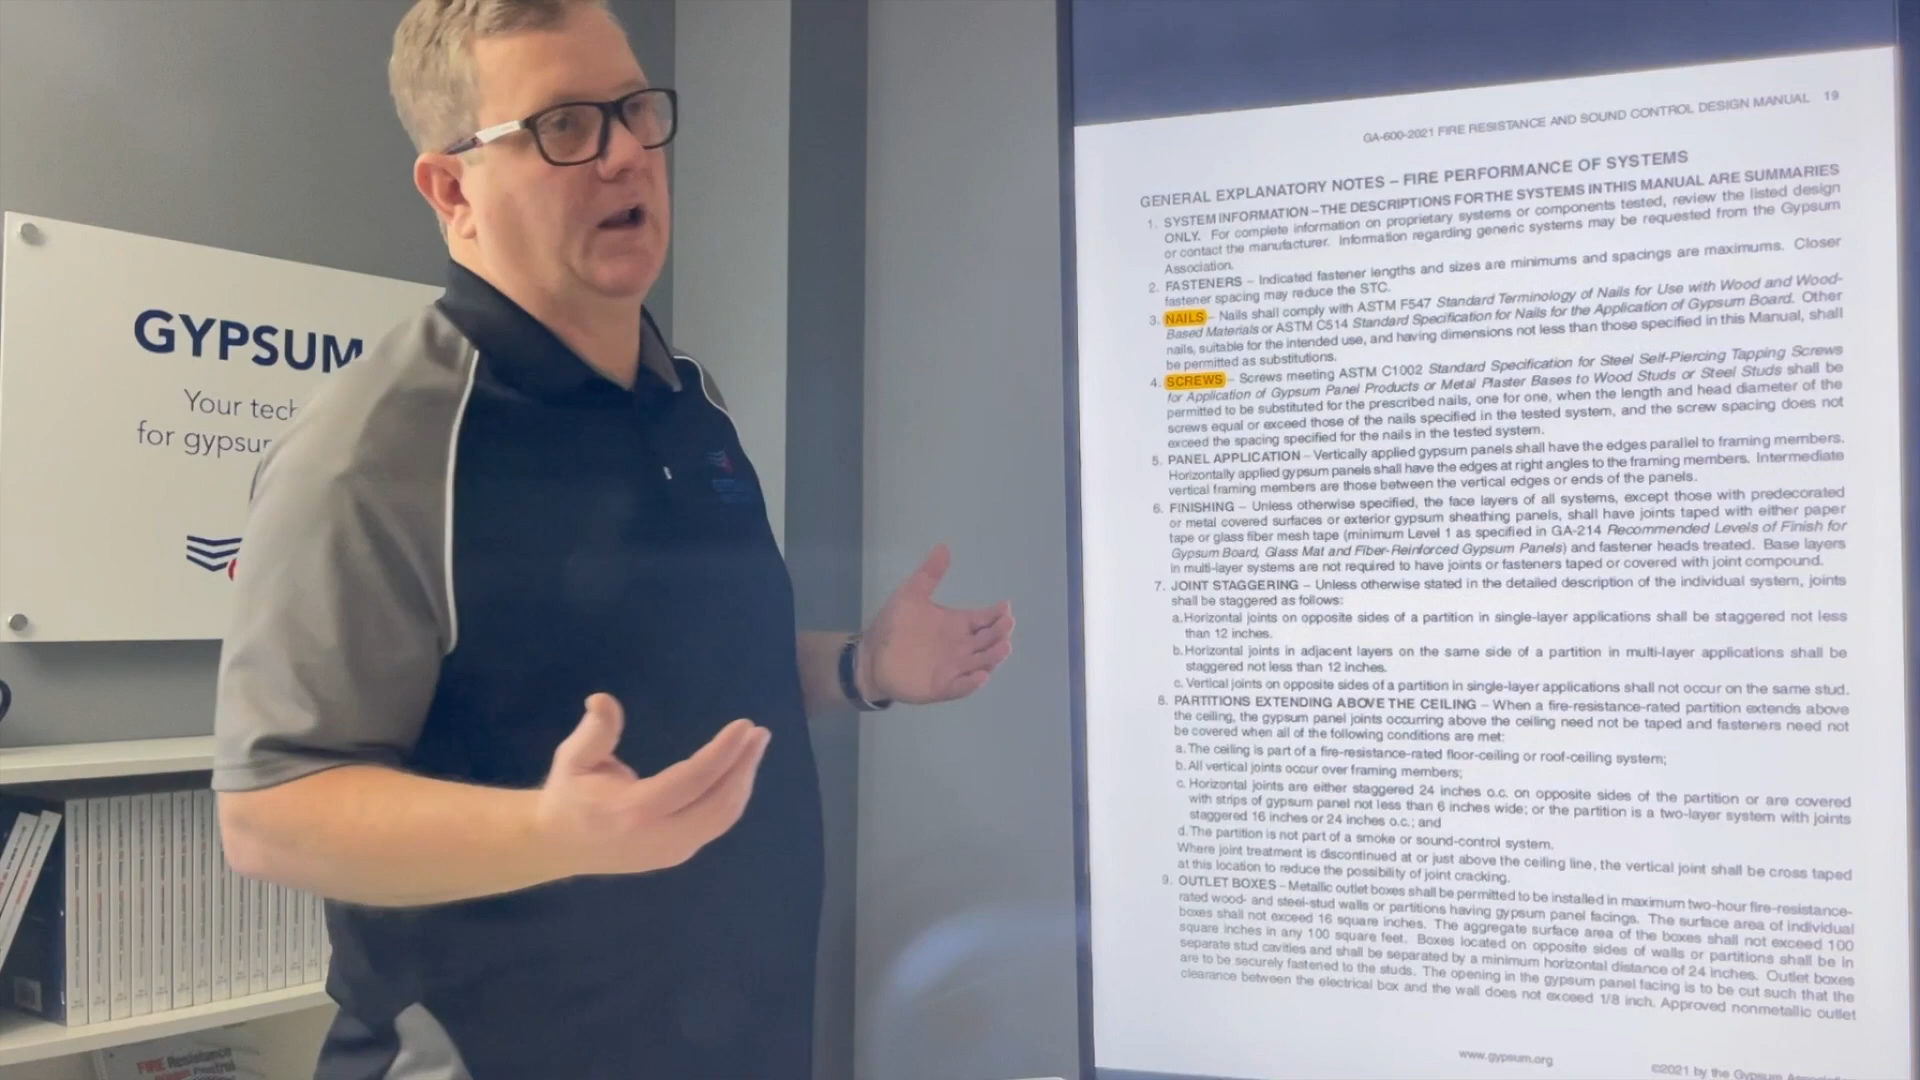 GYPSUM
Your tech
for gypsu
FIRE Resistance
GA-600-2021 FIRE RESISTANCE AND SOUND CONTROL DESIGN MANUAL 19
GENERAL EXPLANATORY NOTES – FIRE PERFORMANCE OF SYSTEMS
1. SYSTEM INFORMATION – THE DESCRIPTIONS FOR THE SYSTEMS IN THIS MANUAL ARE SUMMARIES
ONLY. For complete information on proprietary systems or components tested, review the listed design
or contact the manufacturer. Information regarding generic systems may be requested from the Gypsum
Association.
2. FASTENERS – Indicated fastener lengths and sizes are minimums and spacings are maximums. Closer
fastener spacing may reduce the STC.
3. NAILS – Nails shall comply with ASTM F547 Standard Terminology of Nails for Use with Wood and Wood-
Based Materials or ASTM C514 Standard Specification for Nails for the Application of Gypsum Board. Other
nails, suitable for the intended use, and having dimensions not less than those specified in this Manual, shall
be permitted as substitutions.
4. SCREWS – Screws meeting ASTM C1002 Standard Specification for Steel Self-Piercing Tapping Screws
for Application of Gypsum Panel Products or Metal Plaster Bases to Wood Studs or Steel Studs shall be
permitted to be substituted for the prescribed nails, one for one, when the length and head diameter of the
screws equal or exceed those of the nails specified in the tested system, and the screw spacing does not
exceed the spacing specified for the nails in the tested system.
5. PANEL APPLICATION – Vertically applied gypsum panels shall have the edges parallel to framing members.
Horizontally applied gypsum panels shall have the edges at right angles to the framing members. Intermediate
vertical framing members are those between the vertical edges or ends of the panels.
6. FINISHING – Unless otherwise specified, the face layers of all systems, except those with predecorated
or metal covered surfaces or exterior gypsum sheathing panels, shall have joints taped with either paper
tape or glass fiber mesh tape (minimum Level 1 as specified in GA-214 Recommended Levels of Finish for
Gypsum Board, Glass Mat and Fiber-Reinforced Gypsum Panels) and fastener heads treated. Base layers
in multi-layer systems are not required to have joints or fasteners taped or covered with joint compound.
7. JOINT STAGGERING – Unless otherwise stated in the detailed description of the individual system, joints
shall be staggered as follows:
a. Horizontal joints on opposite sides of a partition in single-layer applications shall be staggered not less
than 12 inches.
b. Horizontal joints in adjacent layers on the same side of a partition in multi-layer applications shall be
staggered not less than 12 inches.
c. Vertical joints on opposite sides of a partition in single-layer applications shall not occur on the same stud.
8. PARTITIONS EXTENDING ABOVE THE CEILING – When a fire-resistance-rated partition extends above
the ceiling, the gypsum panel joints occurring above the ceiling need not be taped and fasteners need not
be covered when all of the following conditions are met:
a. The ceiling is part of a fire-resistance-rated floor-ceiling or roof-ceiling system;
b. All vertical joints occur over framing members;
c. Horizontal joints are either staggered 24 inches o.c. on opposite sides of the partition or are covered
with strips of gypsum panel not less than 6 inches wide; or the partition is a two-layer system with joints
staggered 16 inches or 24 inches o.c.; and
d. The partition is not part of a smoke or sound-control system.
Where joint treatment is discontinued at or just above the ceiling line, the vertical joint shall be cross taped
at this location to reduce the possibility of joint cracking.
9. OUTLET BOXES – Metallic outlet boxes shall be permitted to be installed in maximum two-hour fire-resistance-
rated wood- and steel-stud walls or partitions having gypsum panel facings. The surface area of individual
boxes shall not exceed 16 square inches. The aggregate surface area of the boxes shall not exceed 100
square inches in any 100 square feet. Boxes located on opposite sides of walls or partitions shall be in
separate stud cavities and shall be separated by a minimum horizontal distance of 24 inches. Outlet boxes
are to be securely fastened to the studs. The opening in the gypsum panel facing is to be cut such that the
clearance between the electrical box and the wall does not exceed 1/8 inch. Approved nonmetallic outlet
www.gypsum.org
©2021 by the Gypsum